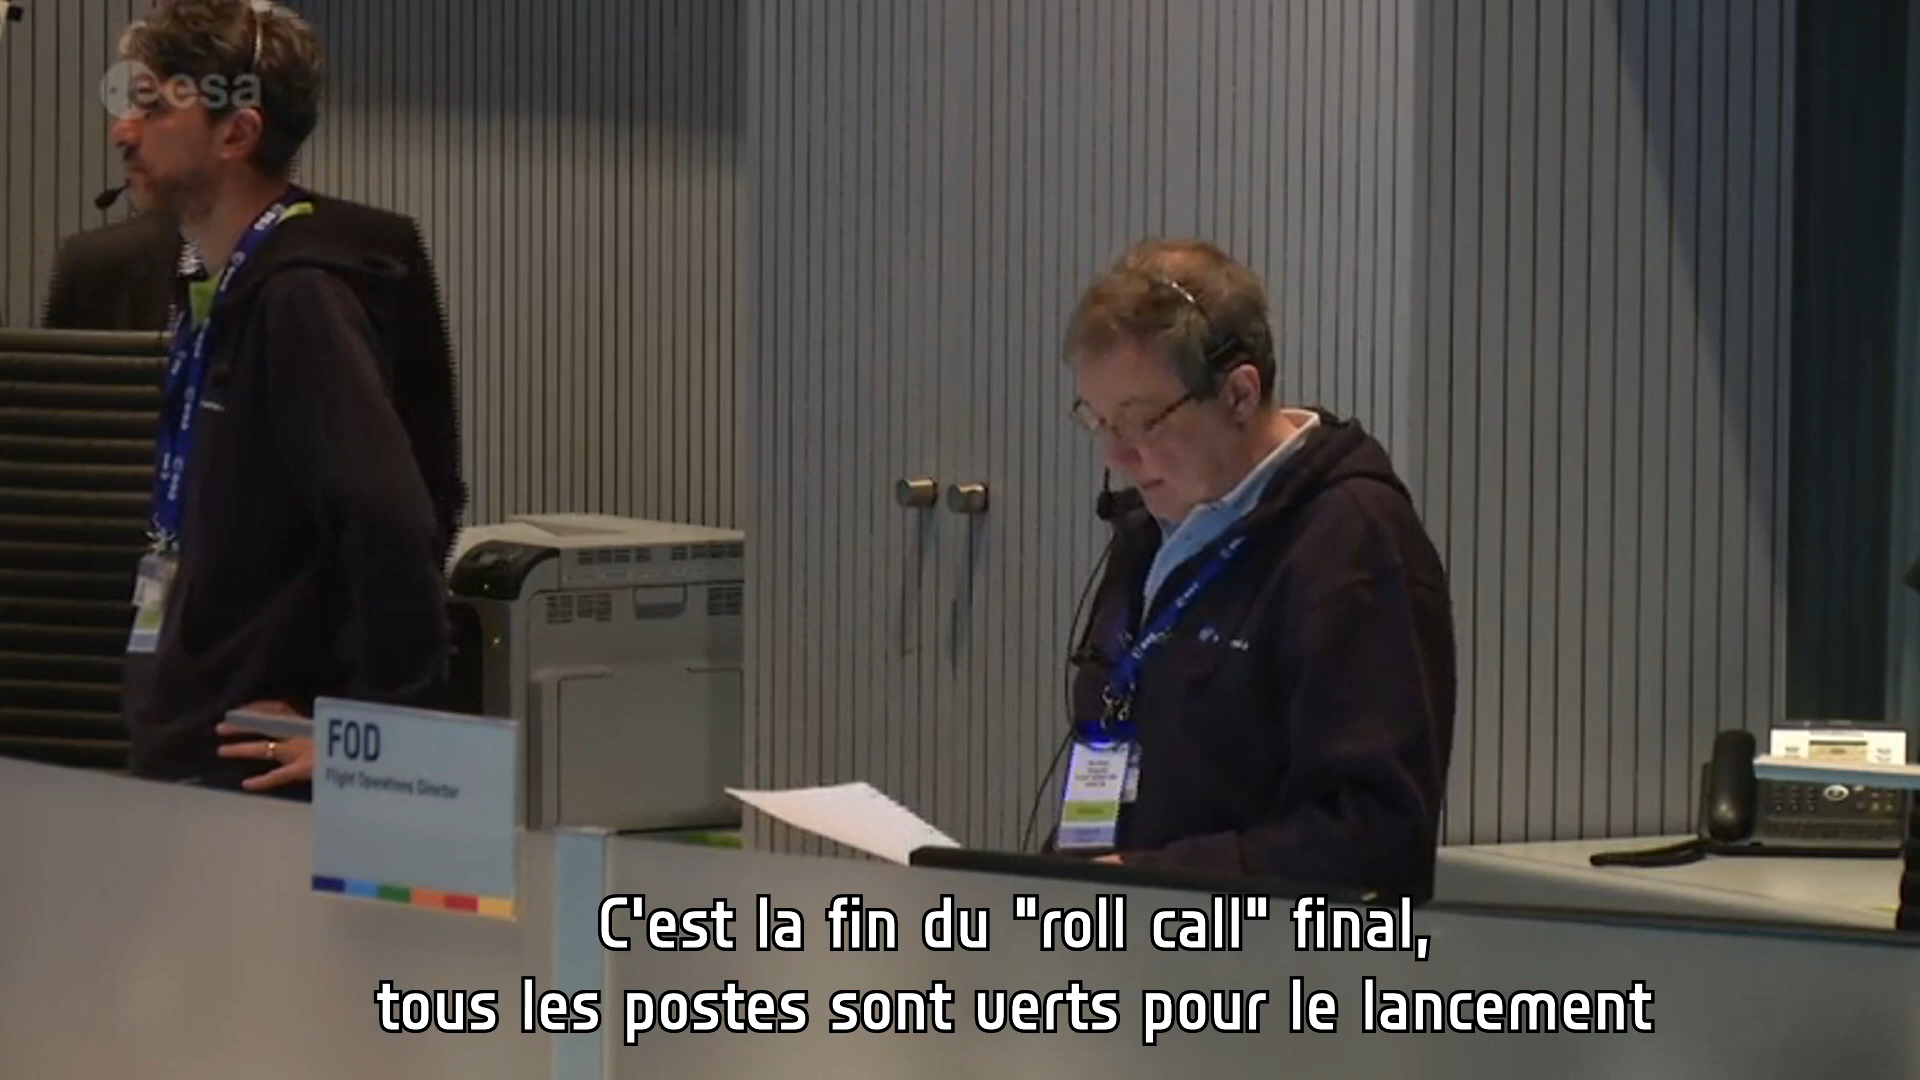 esa
FOD
Flight Operations Director
C'est la fin du "roll call" final,
tous les postes sont verts pour le lancement